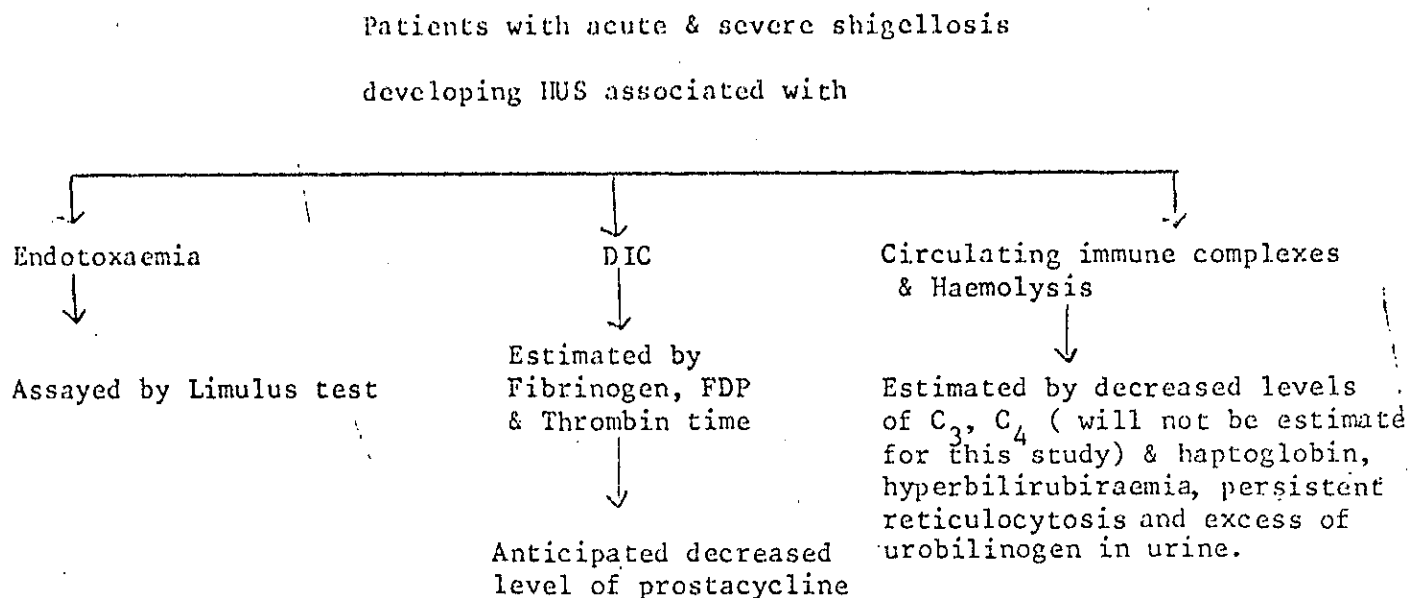 Patients with acute & severe shigellosis
developing HUS associated with
Endotoxaemia
Assayed by Limulus test
DIC
Estimated by
Fibrinogen, FDP
& Thrombin time
Anticipated decreased
level of prostacycline
Circulating immune complexes
& Haemolysis
Estimated by decreased levels
of C3, C4 ( will not be estimate
for this study) & haptoglobin,
hyperbilirubiraemia, persistent
reticulocytosis and excess of
urobilinogen in urine.